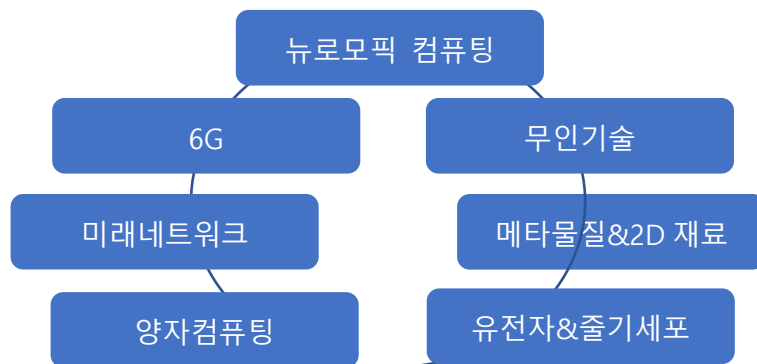 뉴로모픽 컴퓨팅
6G
무인기술
미래네트워크
메타물질&2D 재료
양자컴퓨팅
유전자&줄기세포